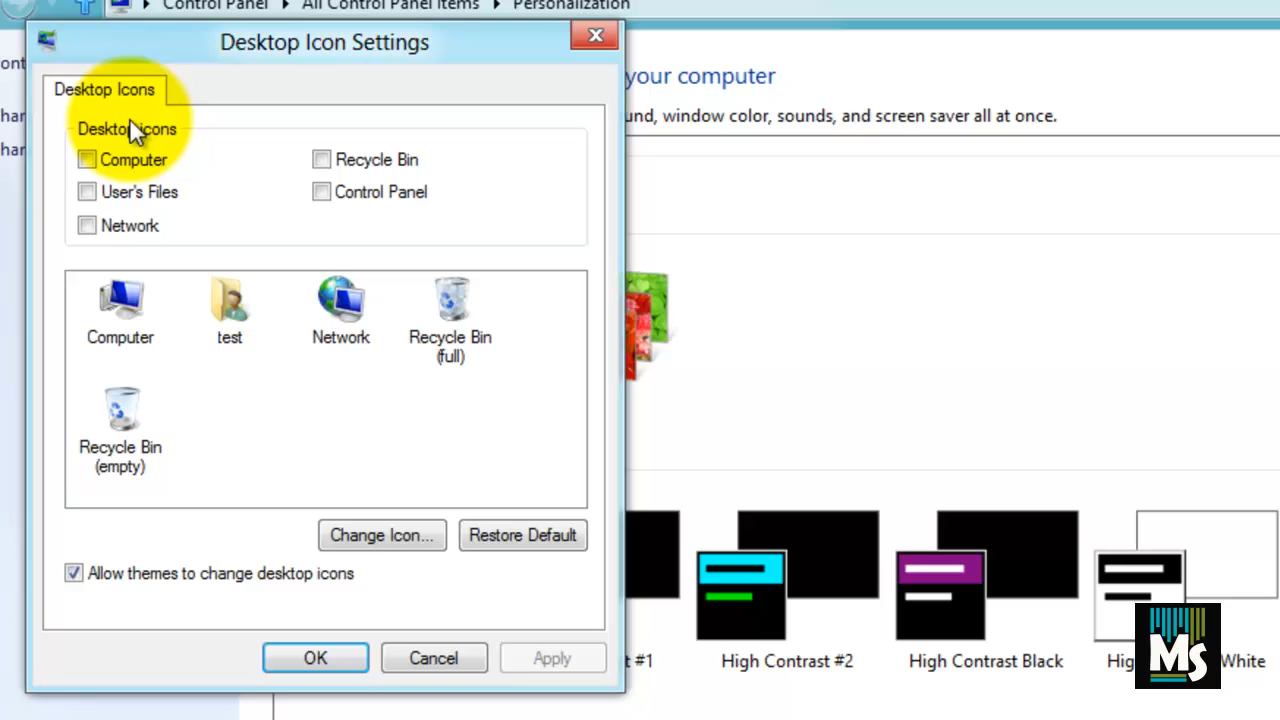 Control Panel All Control Panel Items Personalization
Desktop Icon Settings
ont
your computer
Desktop Icons
har
und, window color, sounds, and screen saver all at once.
Desktop icons
har
Computer Recycle Bin
User's Files Control Panel
Network
Computer test Network Recycle Bin
(full)
Recycle Bin
(empty)
Change Icon... Restore Default
Allow themes to change desktop icons
OK Cancel Apply
t #1 High Contrast #2 High Contrast Black Hig White
MS